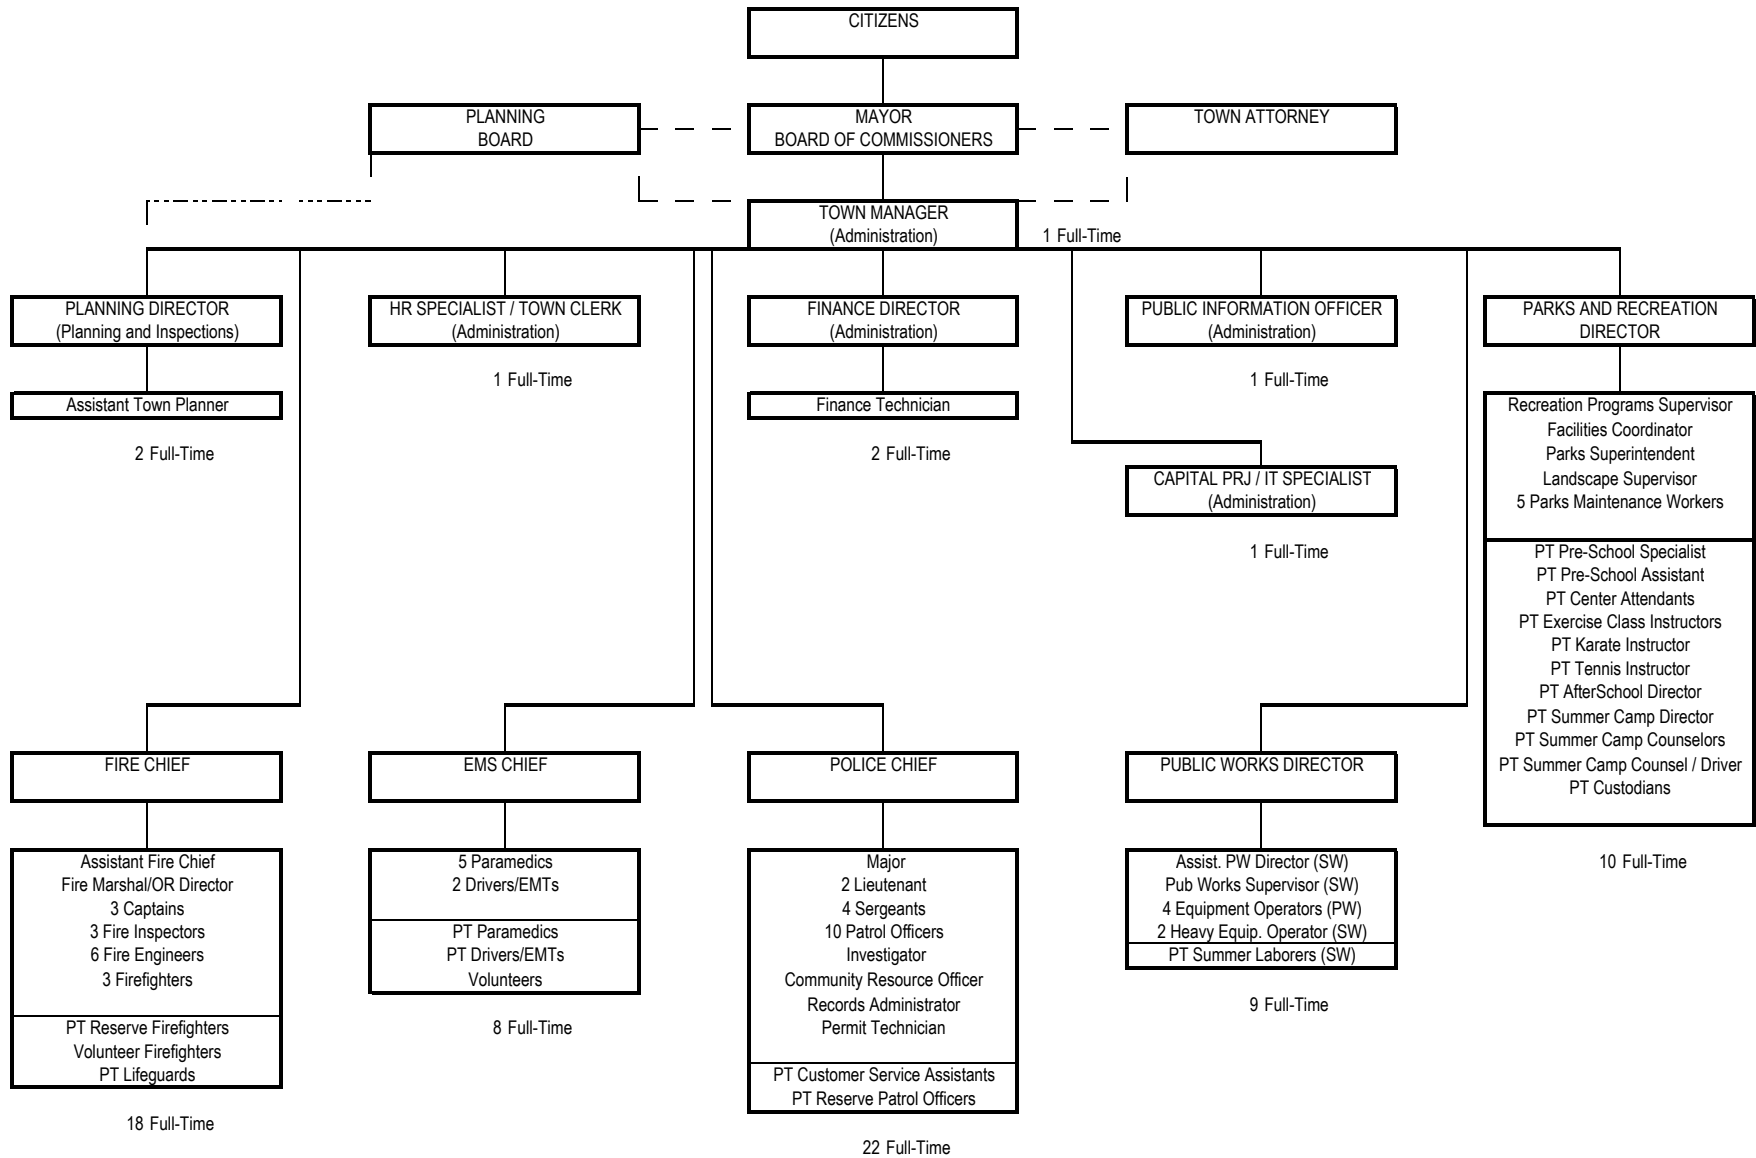 CITIZENS
PLANNING
BOARD
MAYOR
BOARD OF COMMISSIONERS
TOWN ATTORNEY
TOWN MANAGER
(Administration)
1 Full-Time
PLANNING DIRECTOR
(Planning and Inspections)
HR SPECIALIST / TOWN CLERK
(Administration)
FINANCE DIRECTOR
(Administration)
PUBLIC INFORMATION OFFICER
(Administration)
PARKS AND RECREATION
DIRECTOR
1 Full-Time
1 Full-Time
Assistant Town Planner
2 Full-Time
Finance Technician
2 Full-Time
CAPITAL PRJ / IT SPECIALIST
(Administration)
1 Full-Time
Recreation Programs Supervisor
Facilities Coordinator
Parks Superintendent
Landscape Supervisor
5 Parks Maintenance Workers
PT Pre-School Specialist
PT Pre-School Assistant
PT Center Attendants
PT Exercise Class Instructors
PT Karate Instructor
PT Tennis Instructor
PT AfterSchool Director
PT Summer Camp Director
PT Summer Camp Counselors
PT Summer Camp Counsel / Driver
PT Custodians
10 Full-Time
FIRE CHIEF
Assistant Fire Chief
Fire Marshal/OR Director
3 Captains
3 Fire Inspectors
6 Fire Engineers
3 Firefighters
PT Reserve Firefighters
Volunteer Firefighters
PT Lifeguards
18 Full-Time
EMS CHIEF
5 Paramedics
2 Drivers/EMTs
PT Paramedics
PT Drivers/EMTs
Volunteers
8 Full-Time
POLICE CHIEF
Major
2 Lieutenant
4 Sergeants
10 Patrol Officers
Investigator
Community Resource Officer
Records Administrator
Permit Technician
PT Customer Service Assistants
PT Reserve Patrol Officers
22 Full-Time
PUBLIC WORKS DIRECTOR
Assist. PW Director (SW)
Pub Works Supervisor (SW)
4 Equipment Operators (PW)
2 Heavy Equip. Operator (SW)
PT Summer Laborers (SW)
9 Full-Time